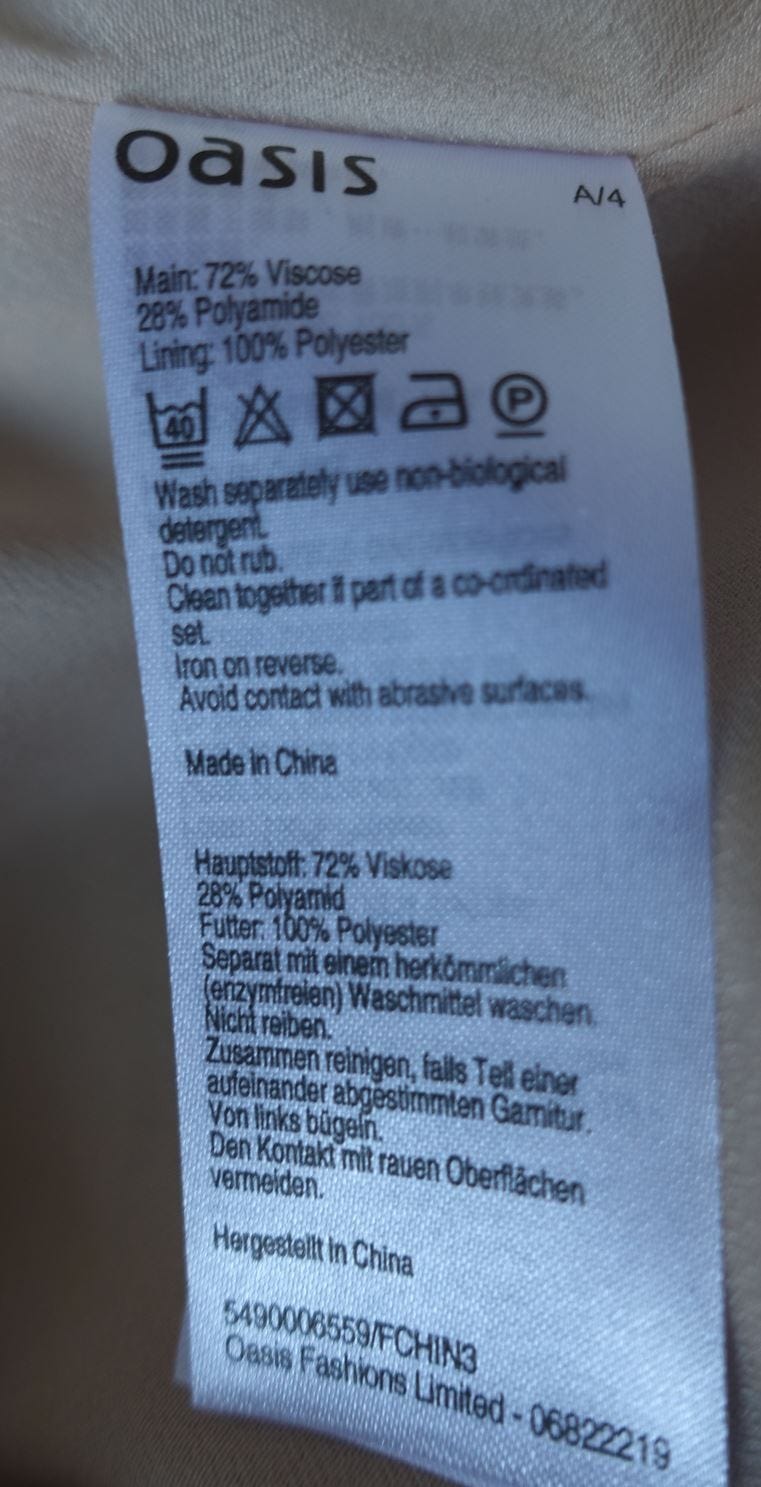 Oasis
A/4
Main: 72% Viscose
28% Polyamide
Lining: 100% Polyester
40
P
Wash separately use non-biological
detergent.
Do not rub.
Clean together if part of a co-ordinated
set.
Iron on reverse.
Avoid contact with abrasive surfaces.
Made in China
Hauptstoff: 72% Viskose
28% Polyamid
Futter: 100% Polyester
Separat mit einem herkömmlichen
(enzymfreien) Waschmittel waschen.
Nicht reiben.
Zusammen reinigen, falls Teil einer
aufeinander abgestimmten Garnitur.
Von links bügeln.
Den Kontakt mit rauen Oberflächen
vermeiden.
Hergestellt in China
5490006559/FCHIN3
Oasis Fashions Limited - 06822219